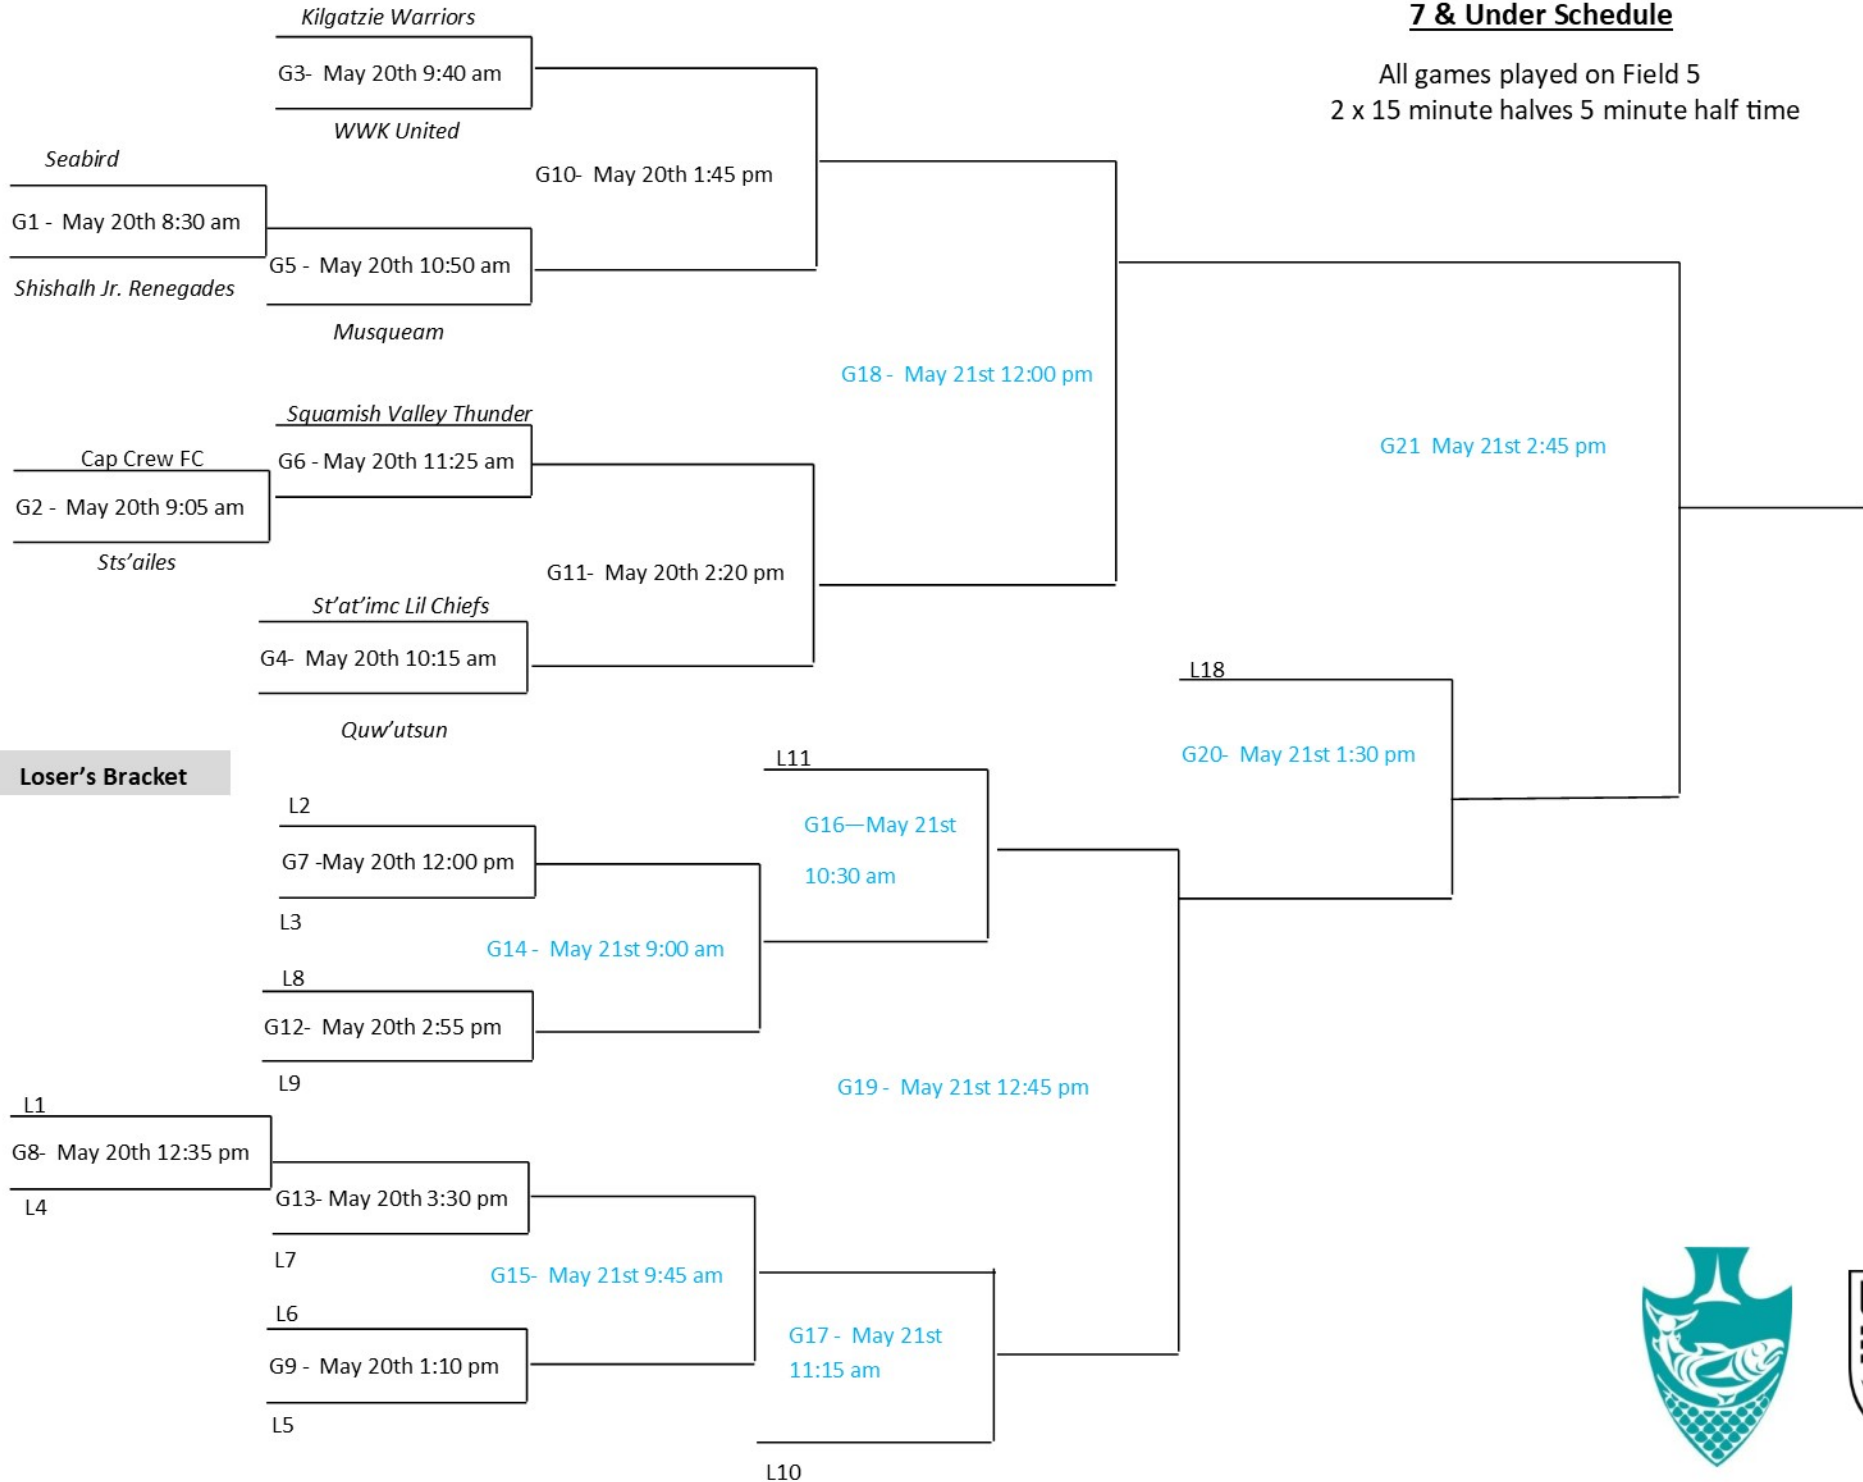 Kilgatzie Warriors
7 & Under Schedule
G3-  May 20th 9:40 am
All games played on Field 5
2 x 15 minute halves 5 minute half time
WWK United
Seabird
G10-  May 20th 1:45 pm
G1 -  May 20th 8:30 am
G5 -  May 20th 10:50 am
Shishalh Jr. Renegades
Musqueam
G18 -  May 21st 12:00 pm
Squamish Valley Thunder
G21  May 21st 2:45 pm
Cap Crew FC
G6 - May 20th 11:25 am
G2 -  May 20th 9:05 am
Sts’ailes
G11-  May 20th 2:20 pm
St’at’imc Lil Chiefs
G4-  May 20th 10:15 am
L18
Quw’utsun
G20-  May 21st 1:30 pm
L11
Loser’s Bracket
L2
G16—May 21st
10:30 am
G7 -May 20th 12:00 pm
L3
G14 -  May 21st 9:00 am
L8
G12-  May 20th 2:55 pm
L9
G19 -  May 21st 12:45 pm
L1
G8-  May 20th 12:35 pm
L4
G13- May 20th 3:30 pm
L7
G15-  May 21st 9:45 am
L6
G17 -  May 21st
11:15 am
G9 -  May 20th 1:10 pm
L5
L10